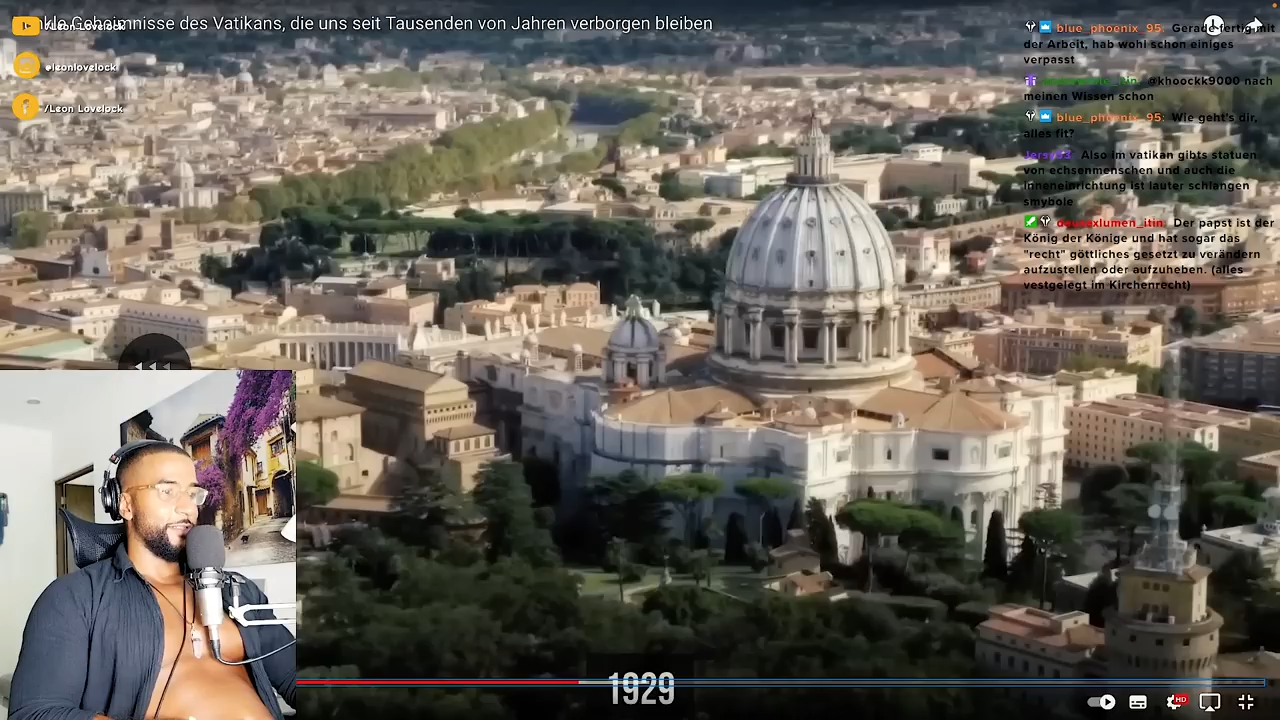 kle Geheimnisse des Vatikans, die uns seit Tausenden von Jahren verborgen bleiben
/Leon Lovelock
@leonlovelock
/Leon Lovelock
blue_phoenix_95: Gerade fertig mit
der Arbeit, hab wohl schon einiges
verpasst
@khoockk9000 nach
meinen Wissen schon
blue_phoenix_95: Wie geht's dir,
alles fit?
Also im vatikan gibts statuen
von echsenmenschen und auch die
inneneinrichtung ist lauter schlangen
smybole
Der papst ist der
König der Könige und hat sogar das
"recht" göttliches gesetzt zu verändern
aufzustellen oder aufzuheben. (alles
vestgelegt im Kirchenrecht)
1929
HD